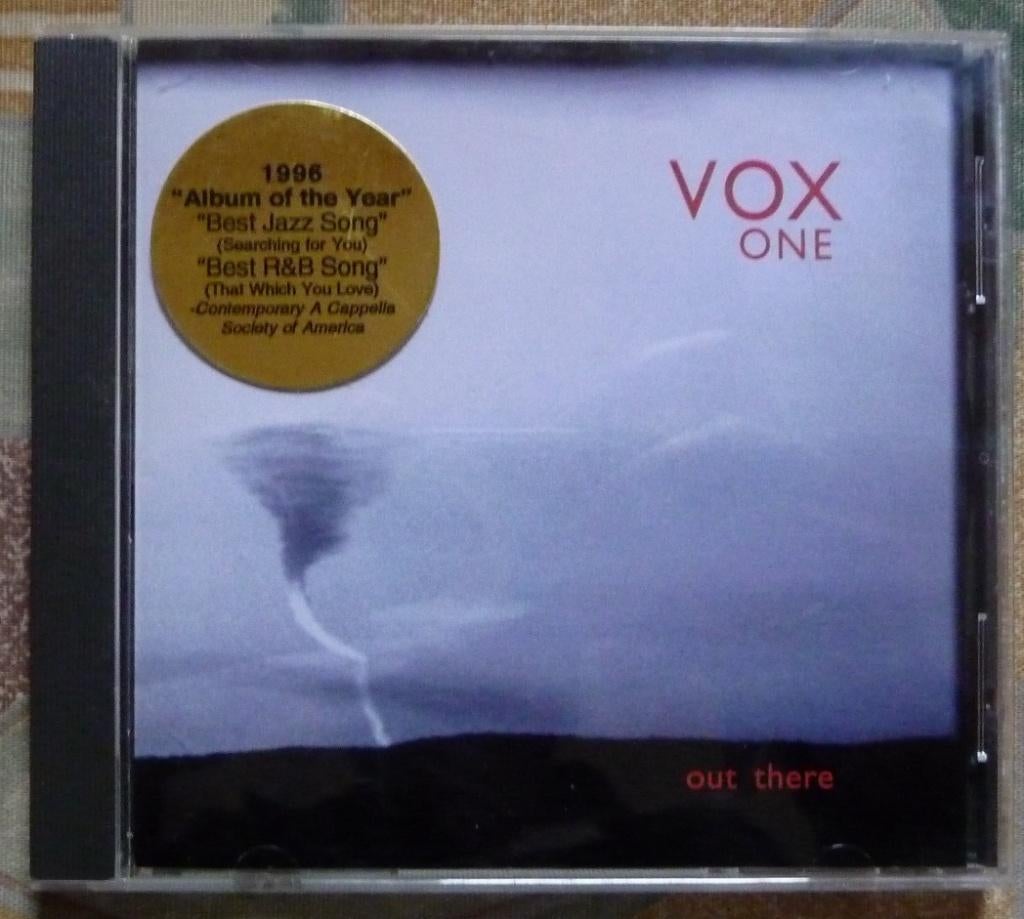 1996
"Album of the Year"
"Best Jazz Song"
(Searching for You)
"Best R&B Song"
(That Which You Love)
-Contemporary A Cappella
Society of America
VOX
ONE
out there